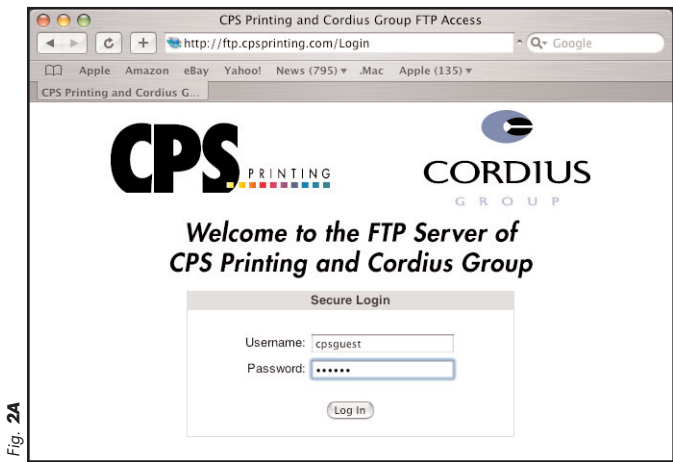 CPS Printing and Cordius Group FTP Access
http://ftp.cpsprinting.com/Login
Google
Apple Amazon eBay Yahoo! News (795) .Mac Apple (135)
CPS Printing and Cordius G...
CPS PRINTING
CORDIUS
GROUP
Welcome to the FTP Server of
CPS Printing and Cordius Group
Secure Login
Username: cpsguest
Password: ••••••
Log In
Fig. 2A